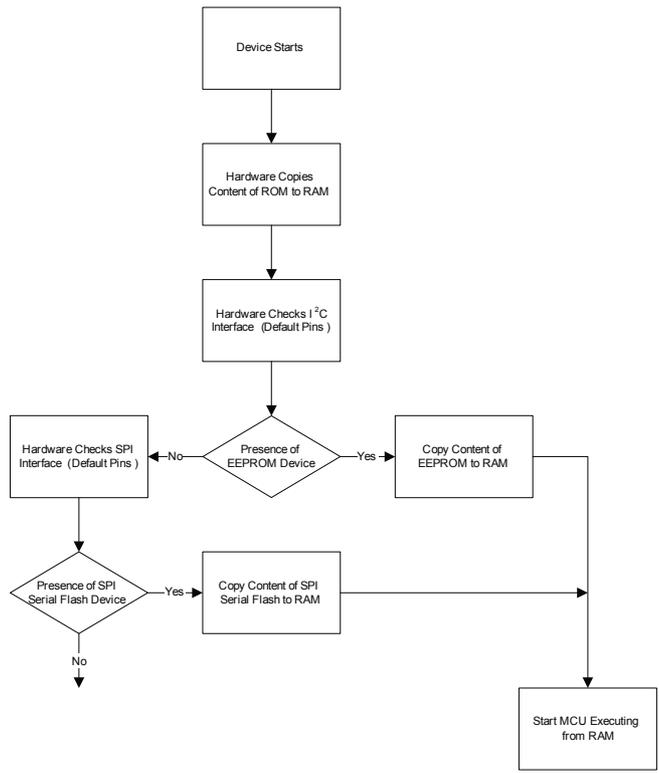 Device Starts
Hardware Copies
Content of ROM to RAM
Hardware Checks I²C
Interface (Default Pins )
Hardware Checks SPI
Interface (Default Pins )
No
Presence of
EEPROM Device
Yes
Copy Content of
EEPROM to RAM
Presence of SPI
Serial Flash Device
Yes
Copy Content of SPI
Serial Flash to RAM
No
Start MCU Executing
from RAM